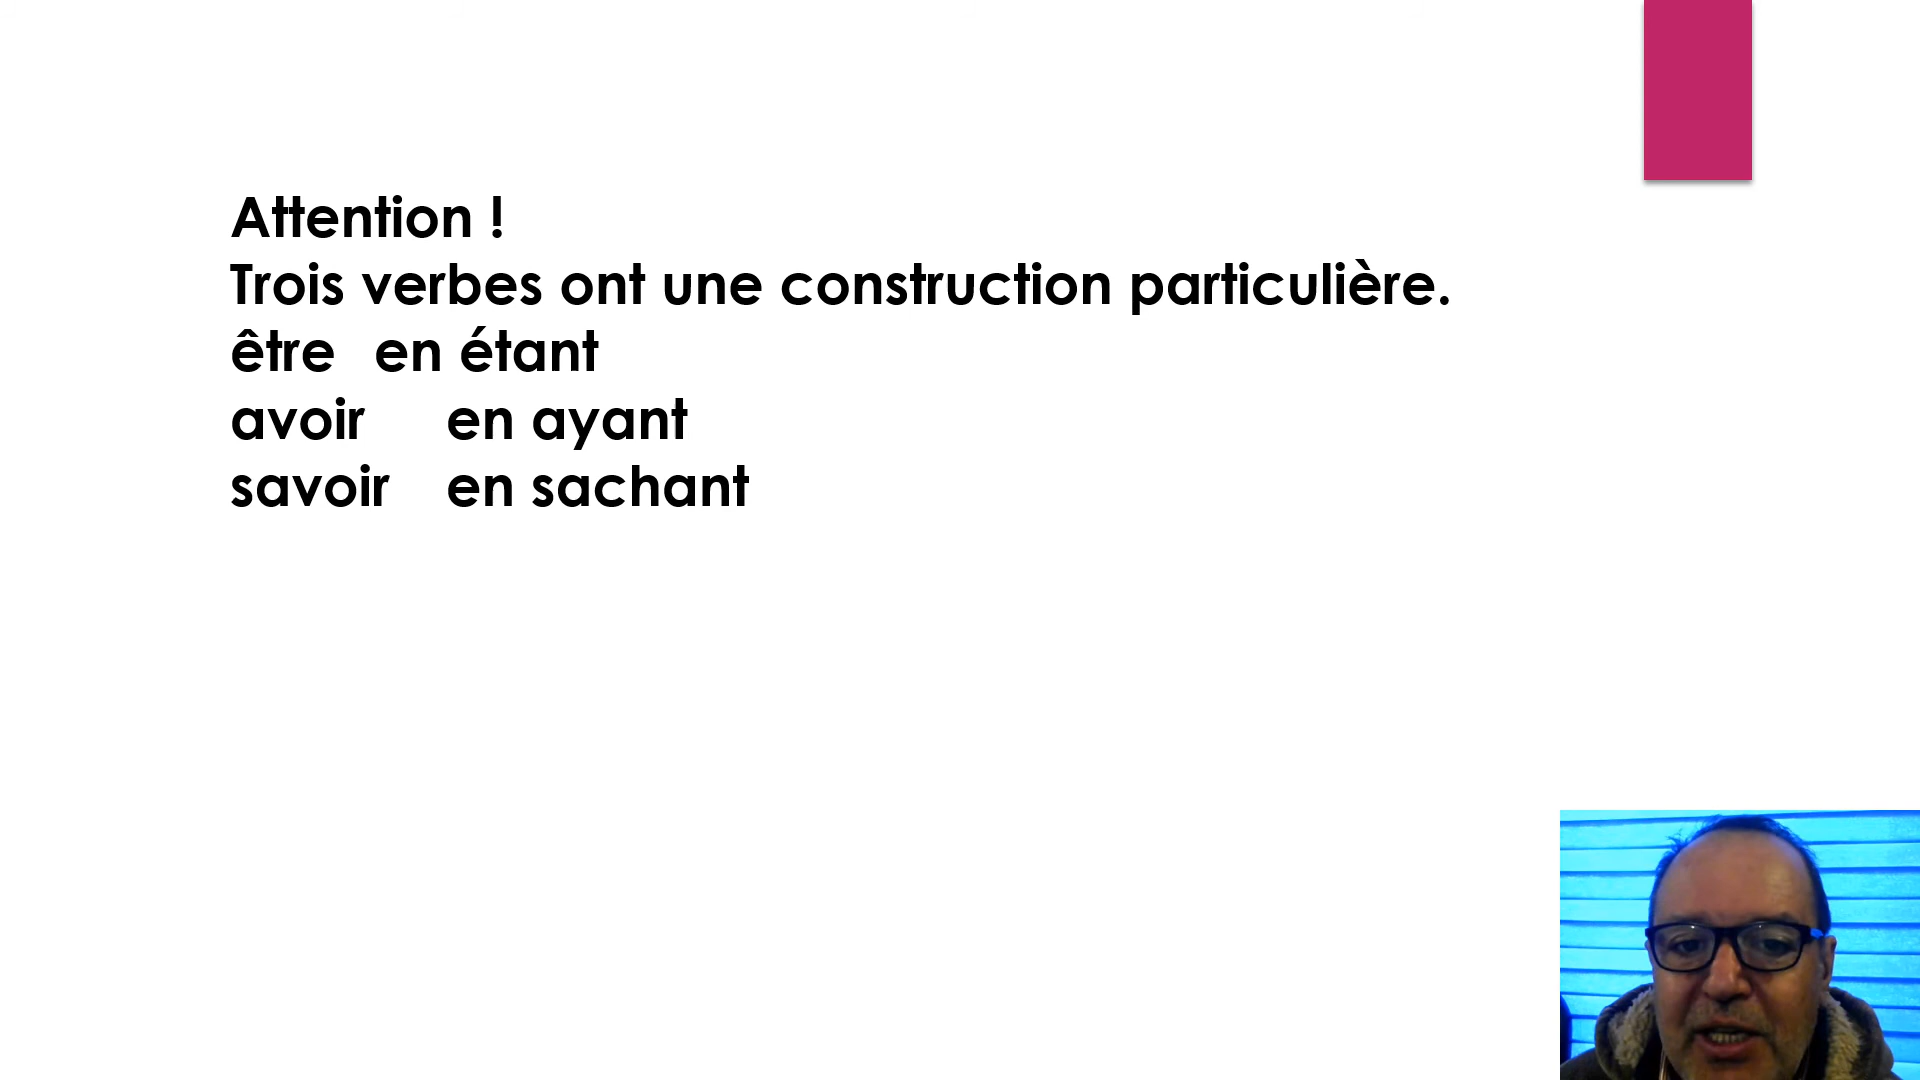 Attention !
Trois verbes ont une construction particulière.
être en étant
avoir en ayant
savoir en sachant